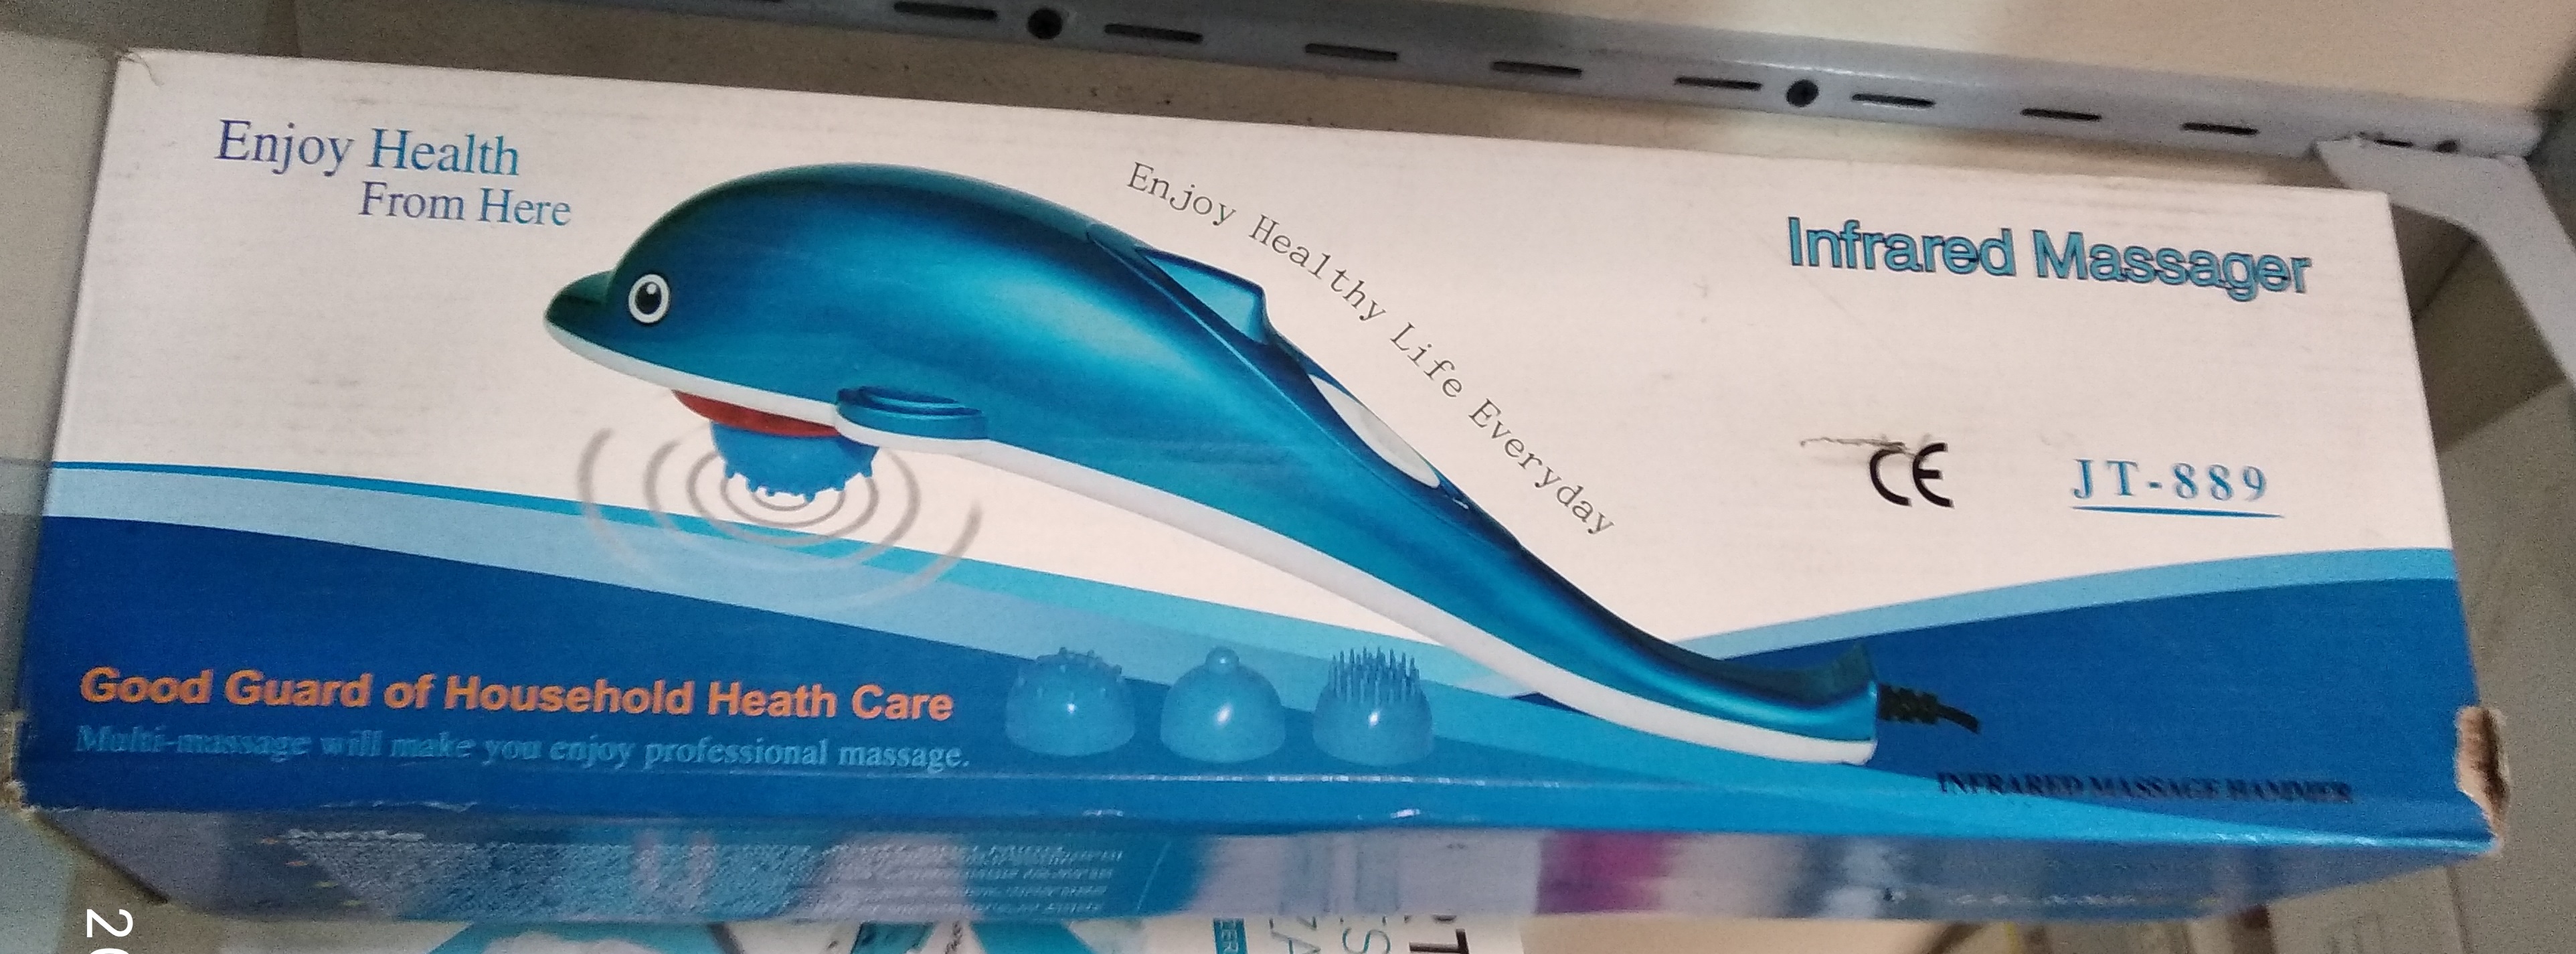 Enjoy Health
From Here
Enjoy Healthy Life Everyday
Infrared Massager
CE
JT-889
Good Guard of Household Heath Care
Multi-massage will make you enjoy professional massage.
INFRARED MASSAGE HAMMER